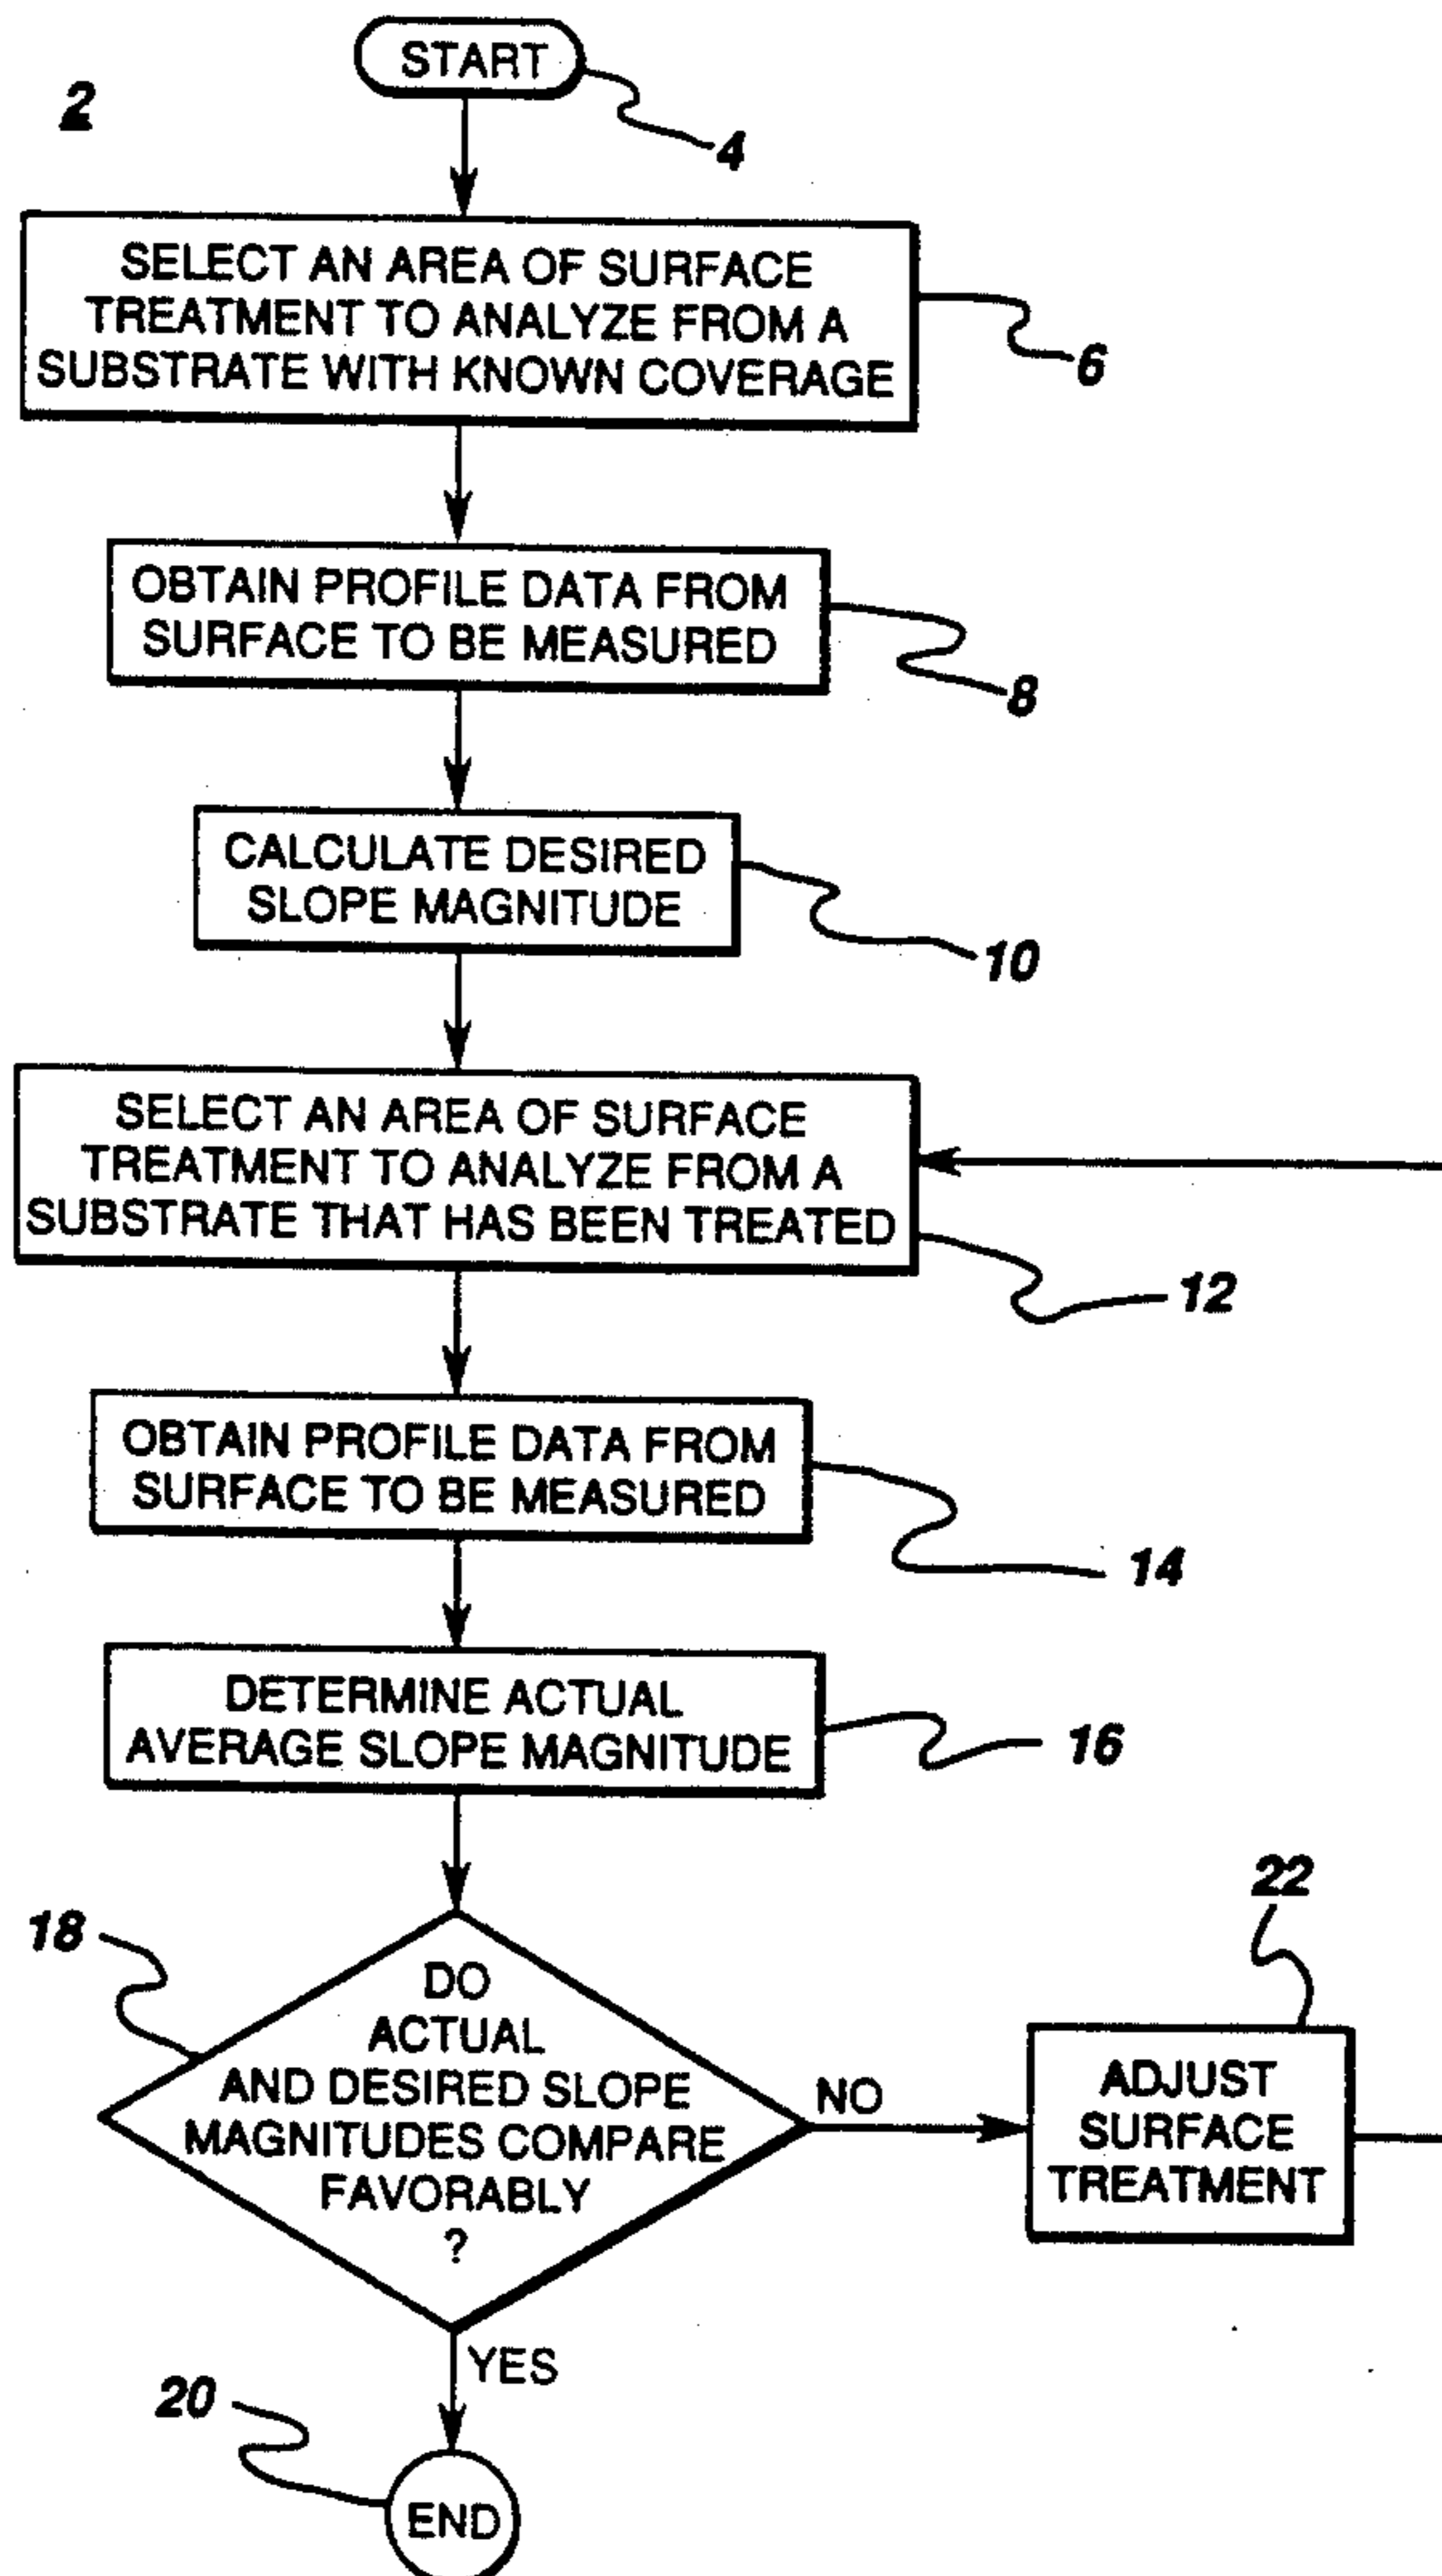 2
START
4
SELECT AN AREA OF SURFACE
TREATMENT TO ANALYZE FROM A
SUBSTRATE WITH KNOWN COVERAGE
6
OBTAIN PROFILE DATA FROM
SURFACE TO BE MEASURED
8
CALCULATE DESIRED
SLOPE MAGNITUDE
10
SELECT AN AREA OF SURFACE
TREATMENT TO ANALYZE FROM A
SUBSTRATE THAT HAS BEEN TREATED
12
OBTAIN PROFILE DATA FROM
SURFACE TO BE MEASURED
14
DETERMINE ACTUAL
AVERAGE SLOPE MAGNITUDE
16
18
DO
ACTUAL
AND DESIRED SLOPE
MAGNITUDES COMPARE
FAVORABLY
?
NO
22
ADJUST
SURFACE
TREATMENT
YES
20
END